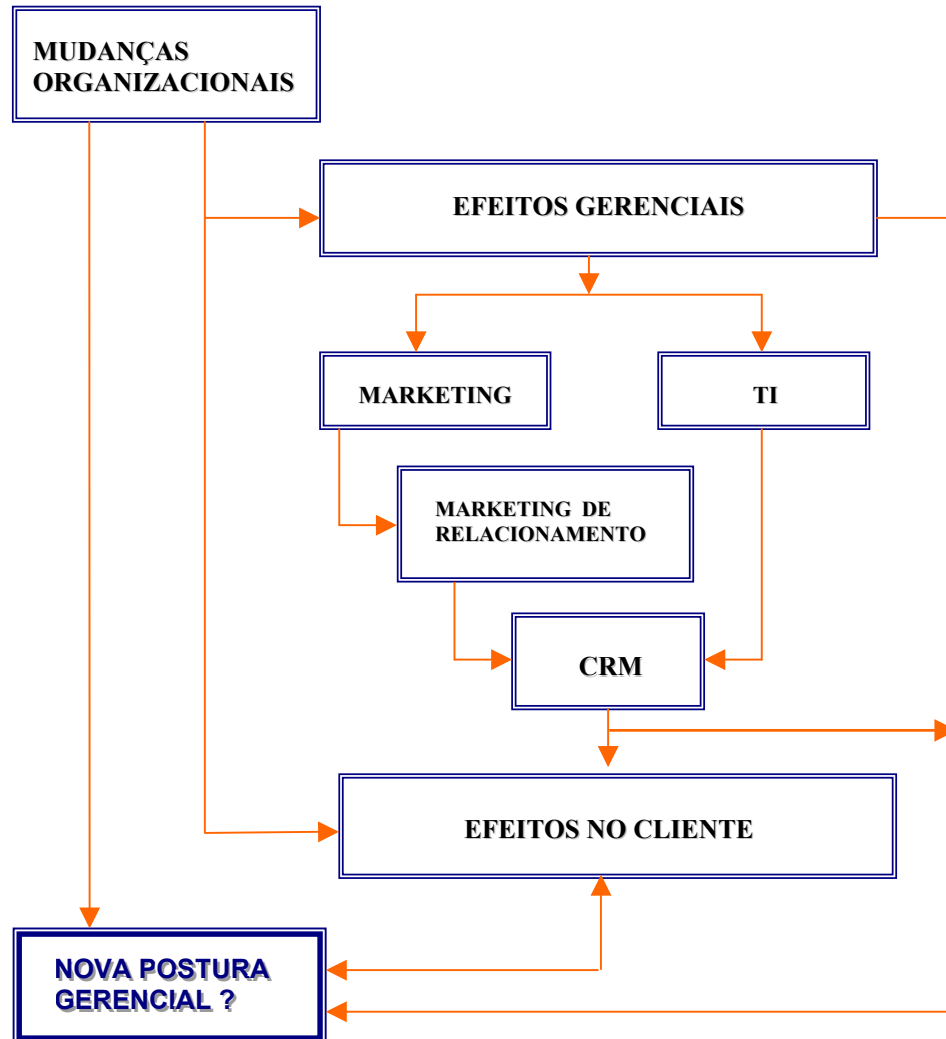 MUDANÇAS
ORGANIZACIONAIS
EFEITOS GERENCIAIS
MARKETING
TI
MARKETING DE
RELACIONAMENTO
CRM
EFEITOS NO CLIENTE
NOVA POSTURA
GERENCIAL ?